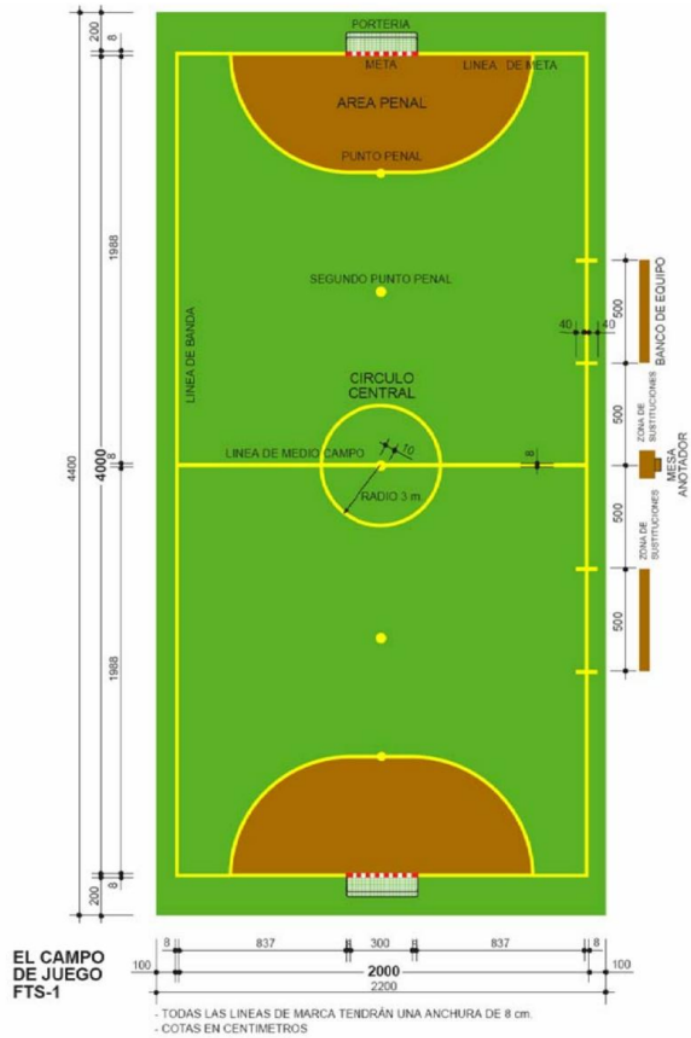 PORTERIA
META
LINEA DE META
AREA PENAL
PUNTO PENAL
SEGUNDO PUNTO PENAL
LINEA DE BANDA
CIRCULO
CENTRAL
LINEA DE MEDIO CAMPO
10
8
RADIO 3 m.
200
8
1988
4400
4000
8
1988
200
8
500
40
40
BANCO DE EQUIPO
500
ZONA DE
SUSTITUCIONES
MESA
ANOTADOR
500
ZONA DE
SUSTITUCIONES
500
8
837
8
300
8
837
8
100
2000
100
2200
EL CAMPO
DE JUEGO
FTS-1
- TODAS LAS LINEAS DE MARCA TENDRÁN UNA ANCHURA DE 8 cm.
- COTAS EN CENTIMETROS